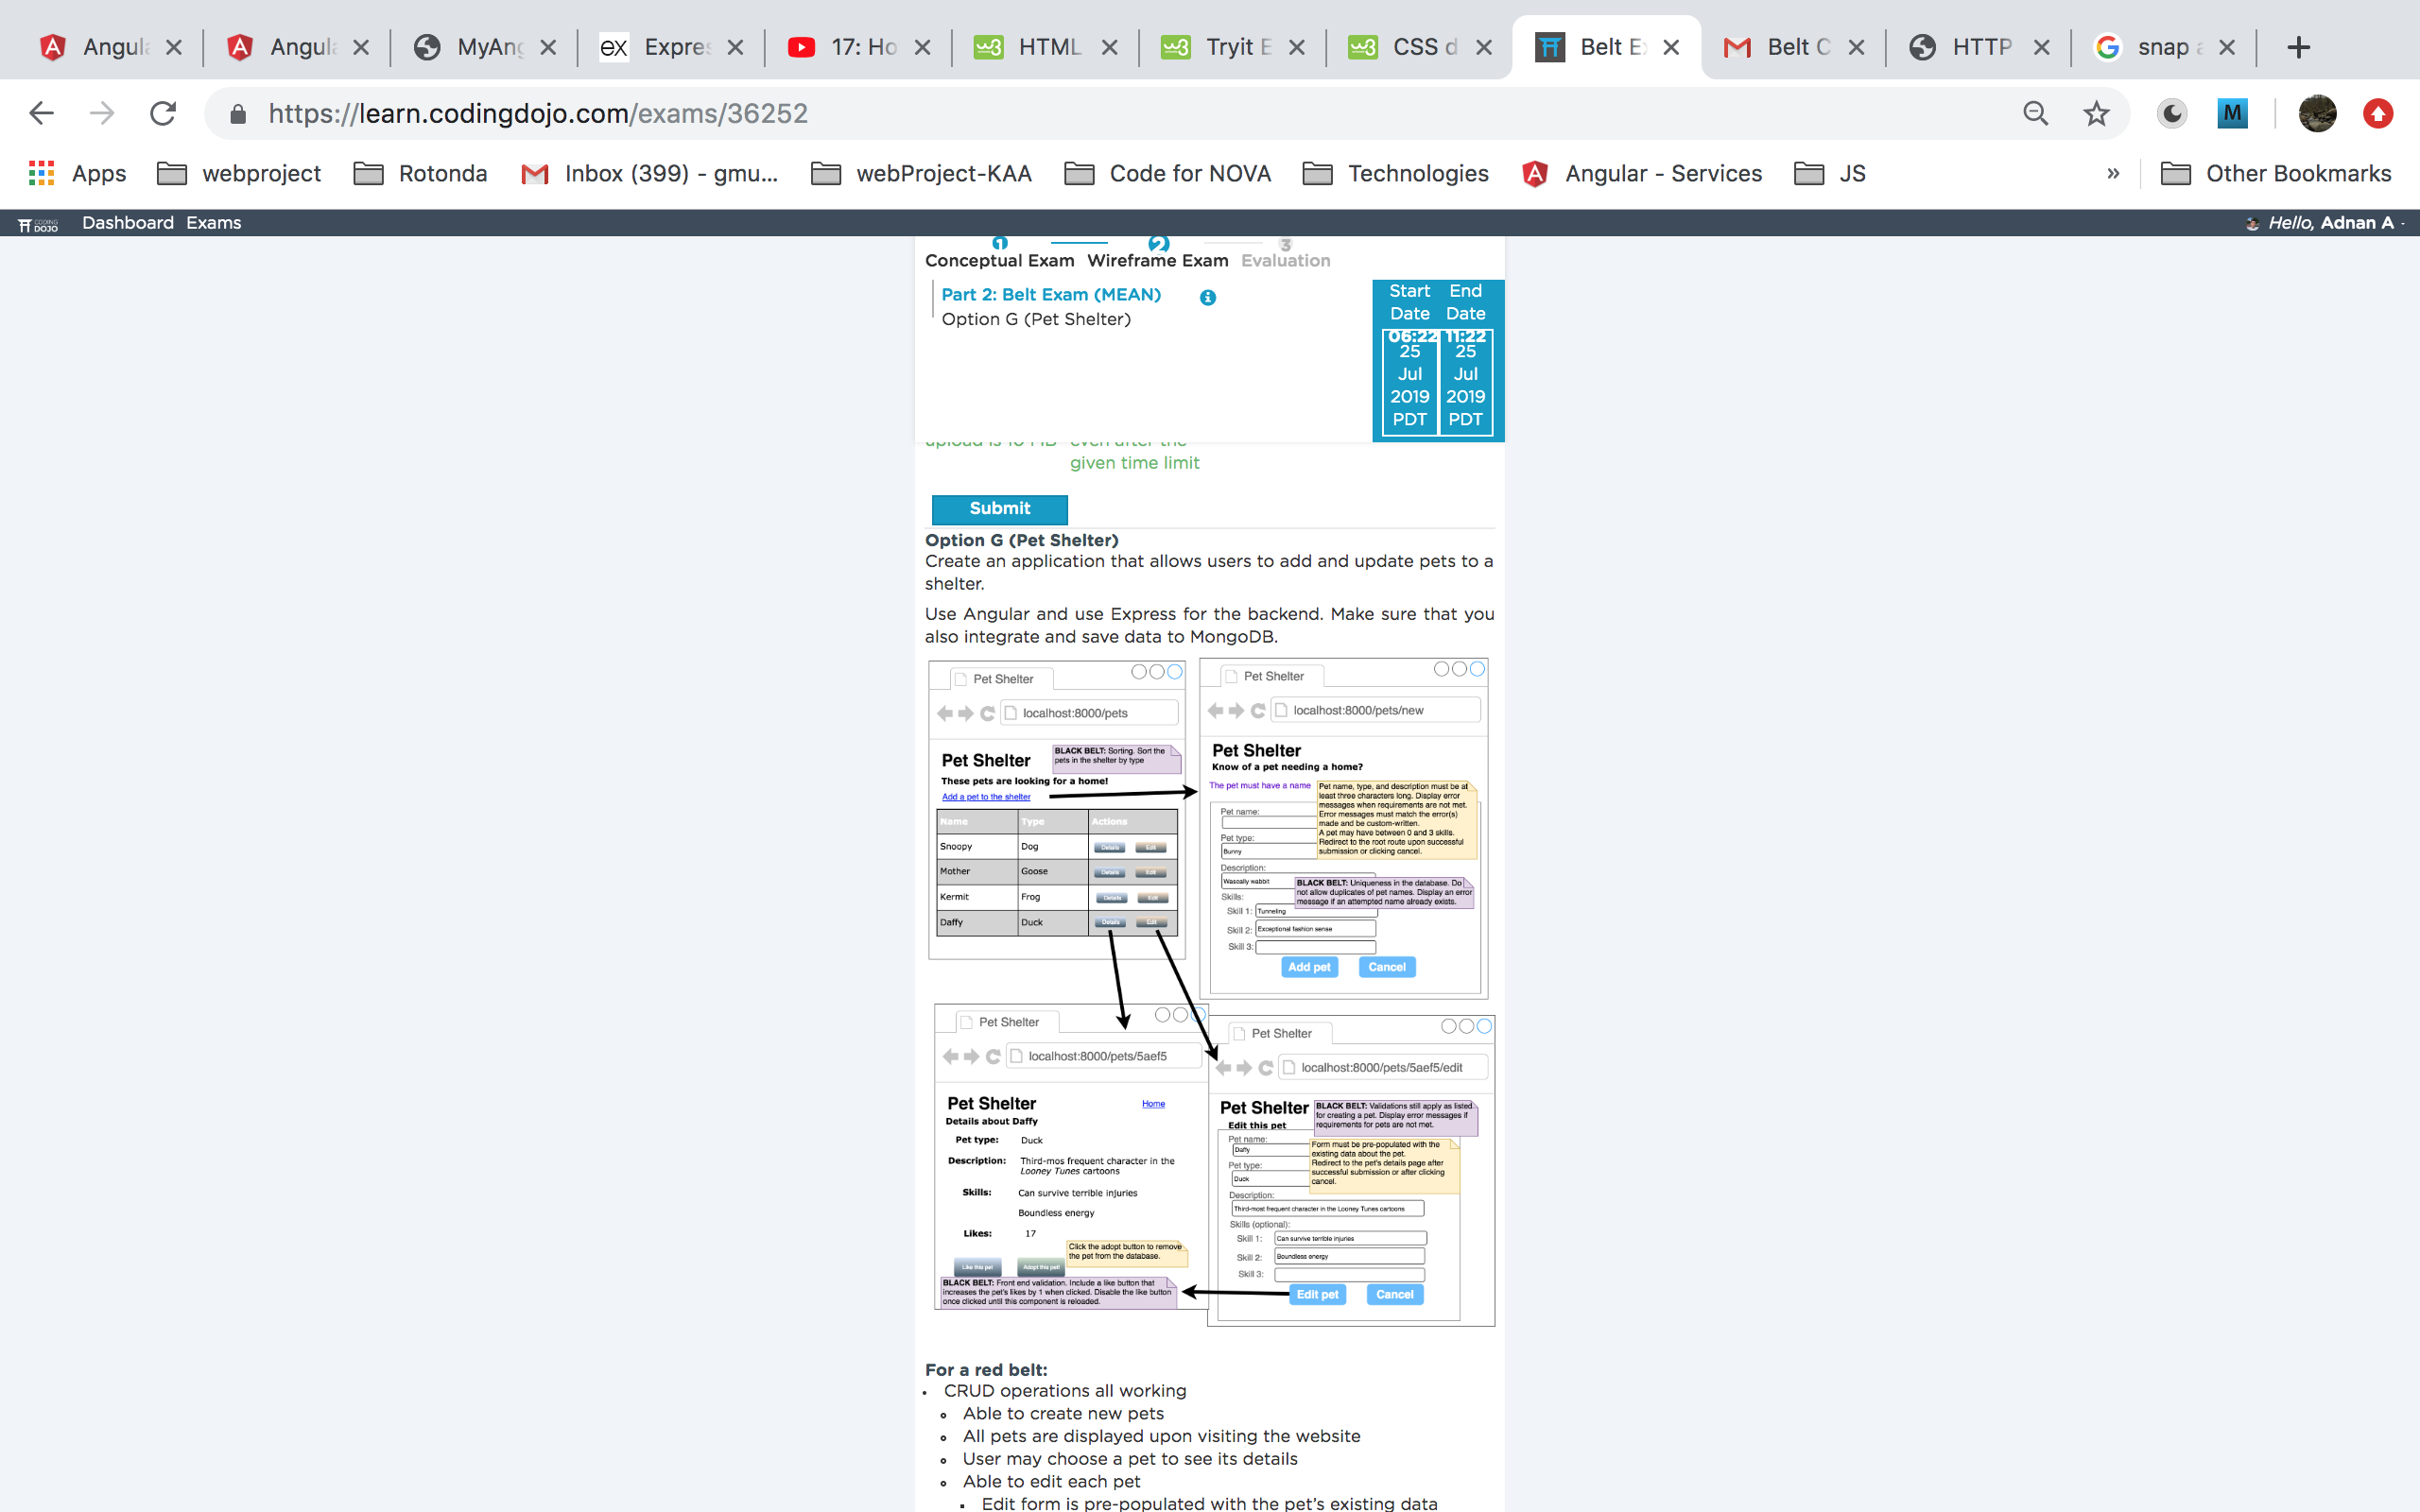 Angula
Angula
MyAng
ex Expres
17: Ho
HTML
Tryit E
CSS d
Belt Ex
Belt C
HTTP
snap a
https://learn.codingdojo.com/exams/36252
M
Apps
webproject
Rotonda
Inbox (399) - gmu...
webProject-KAA
Code for NOVA
Technologies
Angular - Services
JS
»
Other Bookmarks
CODING DOJO
Dashboard Exams
Hello, Adnan A
1 2 3
Conceptual Exam Wireframe Exam Evaluation
Part 2: Belt Exam (MEAN)
Option G (Pet Shelter)
Start Date
06:22
25
Jul
2019
PDT
End Date
11:22
25
Jul
2019
PDT
upload is 10 MB even after the
given time limit
Submit
Option G (Pet Shelter)
Create an application that allows users to add and update pets to a
shelter.
Use Angular and use Express for the backend. Make sure that you
also integrate and save data to MongoDB.
Pet Shelter
localhost:8000/pets
Pet Shelter
BLACK BELT: Sorting. Sort the
pets in the shelter by type
These pets are looking for a home!
Add a pet to the shelter
Name Type Actions
Snoopy Dog Details Edit
Mother Goose Details Edit
Kermit Frog Details Edit
Daffy Duck Details Edit
Pet Shelter
localhost:8000/pets/new
Pet Shelter
Know of a pet needing a home?
The pet must have a name
Pet name, type, and description must be at
least three characters long. Display error
messages when requirements are not met.
Error messages must match the error(s)
made and be custom-written.
A pet may have between 0 and 3 skills.
Redirect to the root route upon successful
submission or clicking cancel.
Pet name:
Pet type:
Bunny
Description:
Wascally wabbit
BLACK BELT: Uniqueness in the database. Do
not allow duplicates of pet names. Display an error
message if an attempted name already exists.
Skills:
Skill 1: Tunneling
Skill 2: Exceptional fashion sense
Skill 3:
Add pet Cancel
Pet Shelter
localhost:8000/pets/5aef5
Pet Shelter Home
Details about Daffy
Pet type: Duck
Description: Third-mos frequent character in the
Looney Tunes cartoons
Skills: Can survive terrible injuries
Boundless energy
Likes: 17
Click the adopt button to remove
the pet from the database.
Like this pet Adopt this pet!
BLACK BELT: Front end validation. Include a like button that
increases the pet's likes by 1 when clicked. Disable the like button
once clicked until this component is reloaded.
Pet Shelter
localhost:8000/pets/5aef5/edit
Pet Shelter
BLACK BELT: Validations still apply as listed
for creating a pet. Display error messages if
requirements for pets are not met.
Edit this pet
Pet name:
Daffy
Form must be pre-populated with the
existing data about the pet.
Redirect to the pet's details page after
successful submission or after clicking
cancel.
Pet type:
Duck
Description:
Third-most frequent character in the Looney Tunes cartoons
Skills (optional):
Skill 1: Can survive terrible injuries
Skill 2: Boundless energy
Skill 3:
Edit pet Cancel
For a red belt:
CRUD operations all working
Able to create new pets
All pets are displayed upon visiting the website
User may choose a pet to see its details
Able to edit each pet
Edit form is pre-populated with the pet's existing data